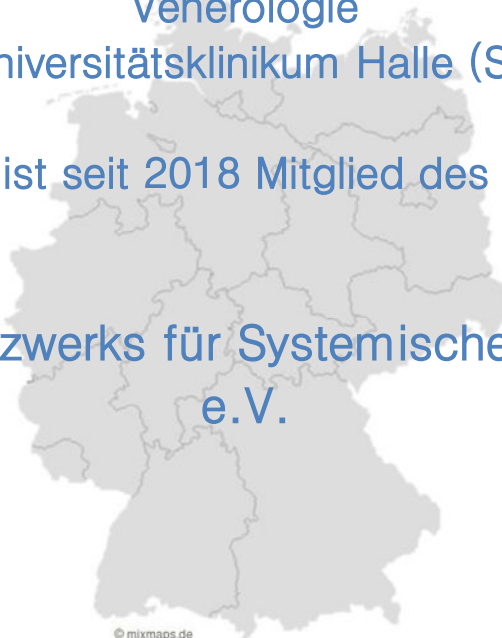 Venerologie
niversitätsklinikum Halle (S
ist seit 2018 Mitglied des
zwerks für Systemische
e.V.
© mixmaps.de